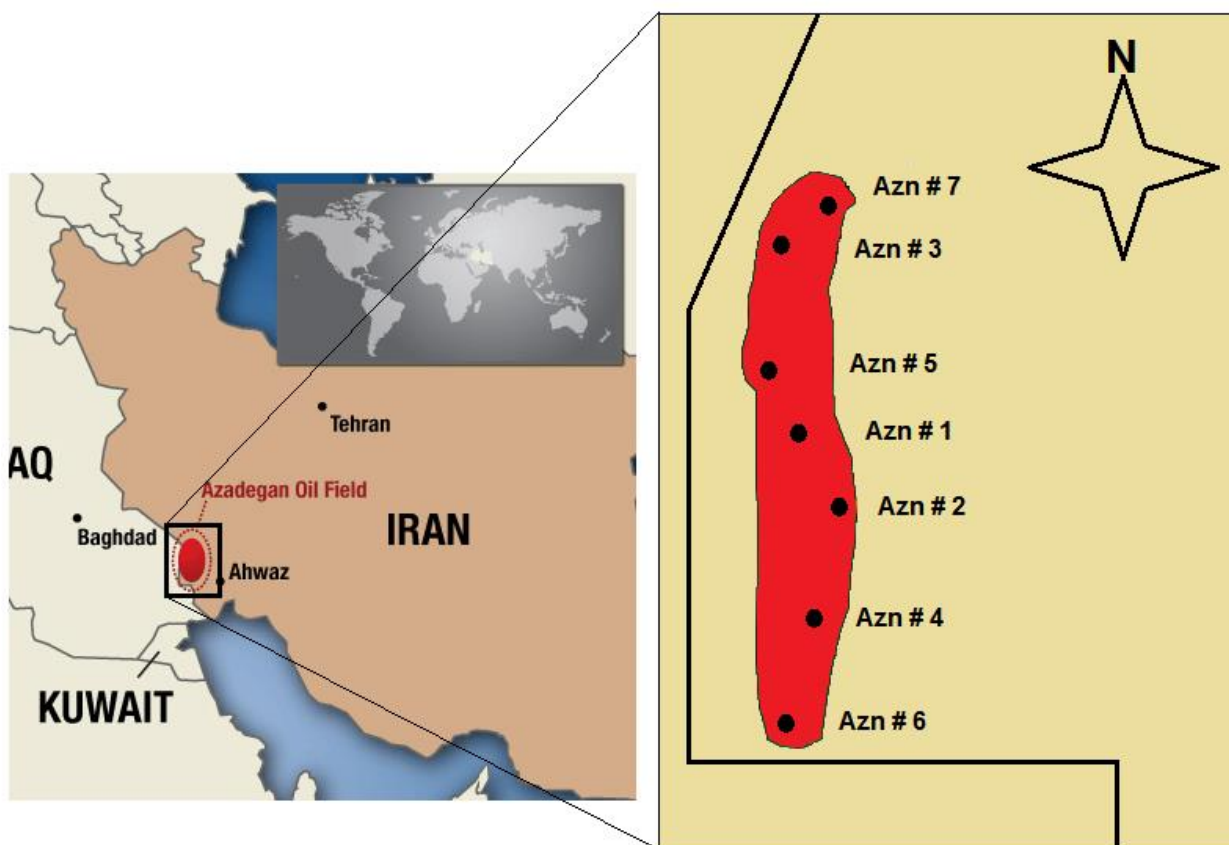 Tehran
Azadegan Oil Field
AQ
IRAN
Baghdad
Ahwaz
KUWAIT
N
Azn # 7
Azn # 3
Azn # 5
Azn # 1
Azn # 2
Azn # 4
Azn # 6